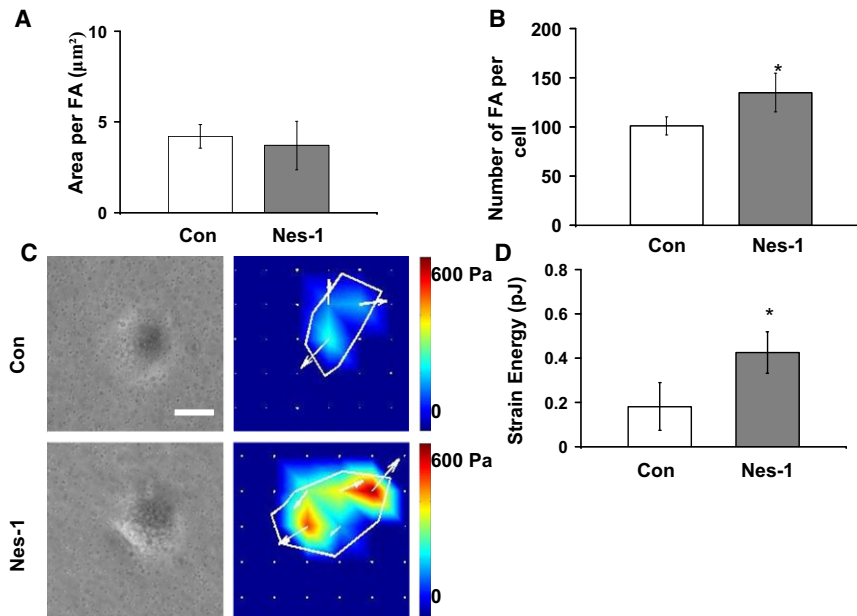 A
Area per FA (µm²)
10
5
0
Con
Nes-1
B
Number of FA per
cell
200
150
100
50
0
*
Con
Nes-1
C
Con
600 Pa
0
Nes-1
600 Pa
0
D
Strain Energy (pJ)
0.8
0.6
0.4
0.2
0
*
Con
Nes-1